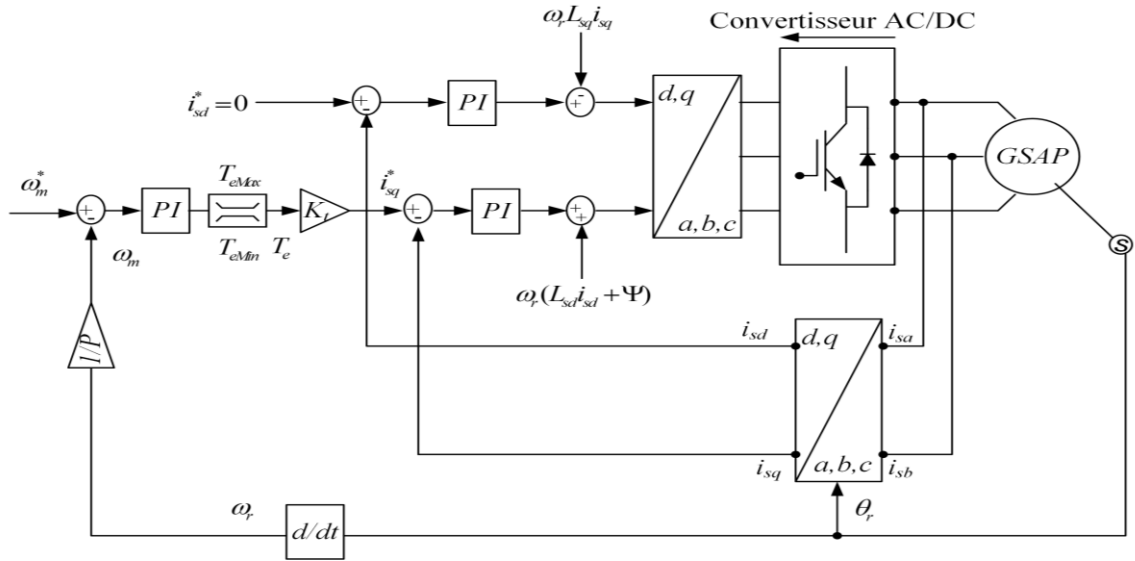 ω_r L_sq i_sq
Convertisseur AC/DC
i*_sd = 0
+ -
PI
+ -
d,q
a,b,c
GSAP
ω*_m
+ -
PI
T_eMax
T_eMin
T_e
K_t
i*_sq
+ -
PI
+ +
ω_r(L_sd i_sd + Ψ)
S
ω_m
1/P
i_sd
d,q
i_sa
i_sq
a,b,c
i_sb
ω_r
d/dt
θ_r